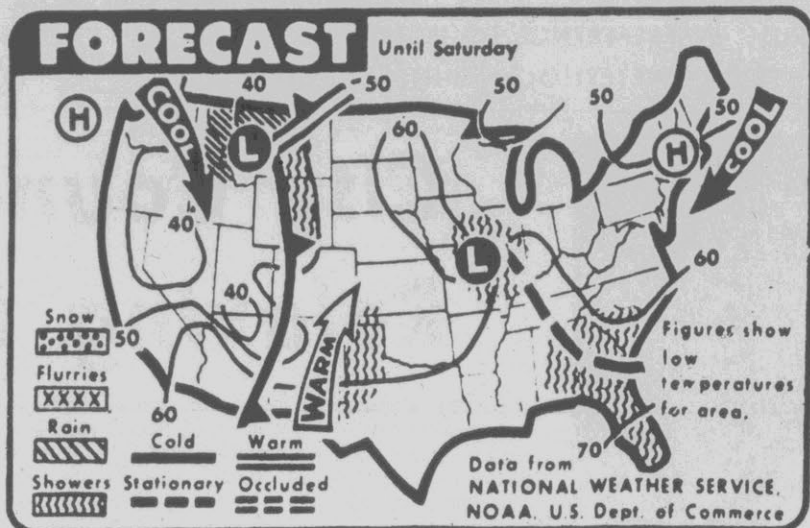 FORECAST
Until Saturday
40
50
50
50
50
60
H
COOL
L
H
COOL
40
L
60
40
50
60
WARM
70
Snow
Flurries
Rain
Showers
Cold
Warm
Stationary
Occluded
Figures show
low
temperatures
for area.
Data from
NATIONAL WEATHER SERVICE,
NOAA, U.S. Dept. of Commerce